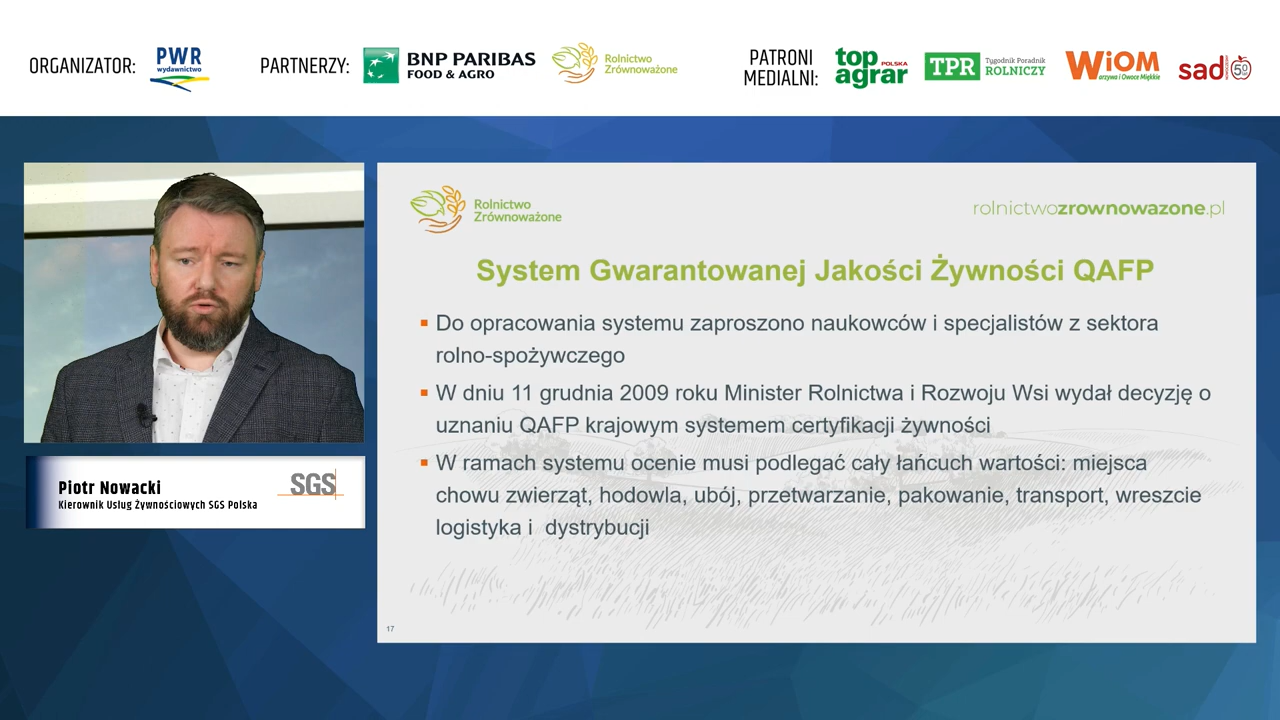 ORGANIZATOR:
PWR
wydawnictwo
PARTNERZY:
BNP PARIBAS
FOOD & AGRO
Rolnictwo
Zrównoważone
PATRONI
MEDIALNI:
top
agrar
POLSKA
TPR
Tygodnik Poradnik
ROLNICZY
WiOM
arzywa i Owoce Miękkie
sad
Rolnictwo
Zrównoważone
rolnictwozrownowazone.pl
System Gwarantowanej Jakości Żywności QAFP
▪ Do opracowania systemu zaproszono naukowców i specjalistów z sektora
rolno-spożywczego
▪ W dniu 11 grudnia 2009 roku Minister Rolnictwa i Rozwoju Wsi wydał decyzję o
uznaniu QAFP krajowym systemem certyfikacji żywności
▪ W ramach systemu ocenie musi podlegać cały łańcuch wartości: miejsca
chowu zwierząt, hodowla, ubój, przetwarzanie, pakowanie, transport, wreszcie
logistyka i dystrybucji
17
Piotr Nowacki
Kierownik Usług Żywnościowych SGS Polska
SGS